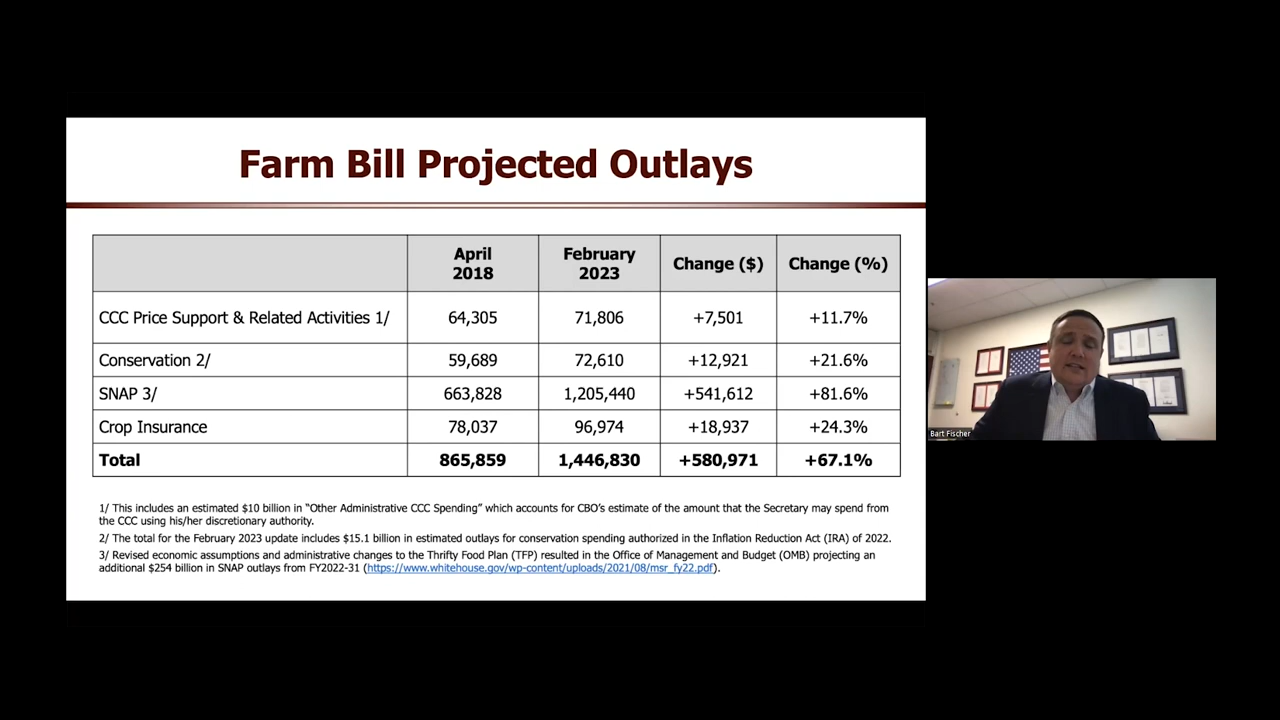 Farm Bill Projected Outlays
April 2018 February 2023 Change ($) Change (%)
CCC Price Support & Related Activities 1/ 64,305 71,806 +7,501 +11.7%
Conservation 2/ 59,689 72,610 +12,921 +21.6%
SNAP 3/ 663,828 1,205,440 +541,612 +81.6%
Crop Insurance 78,037 96,974 +18,937 +24.3%
Total 865,859 1,446,830 +580,971 +67.1%
1/ This includes an estimated $10 billion in “Other Administrative CCC Spending” which accounts for CBO’s estimate of the amount that the Secretary may spend from
the CCC using his/her discretionary authority.
2/ The total for the February 2023 update includes $15.1 billion in estimated outlays for conservation spending authorized in the Inflation Reduction Act (IRA) of 2022.
3/ Revised economic assumptions and administrative changes to the Thrifty Food Plan (TFP) resulted in the Office of Management and Budget (OMB) projecting an
additional $254 billion in SNAP outlays from FY2022-31 (https://www.whitehouse.gov/wp-content/uploads/2021/08/msr_fy22.pdf).
Bart Fischer